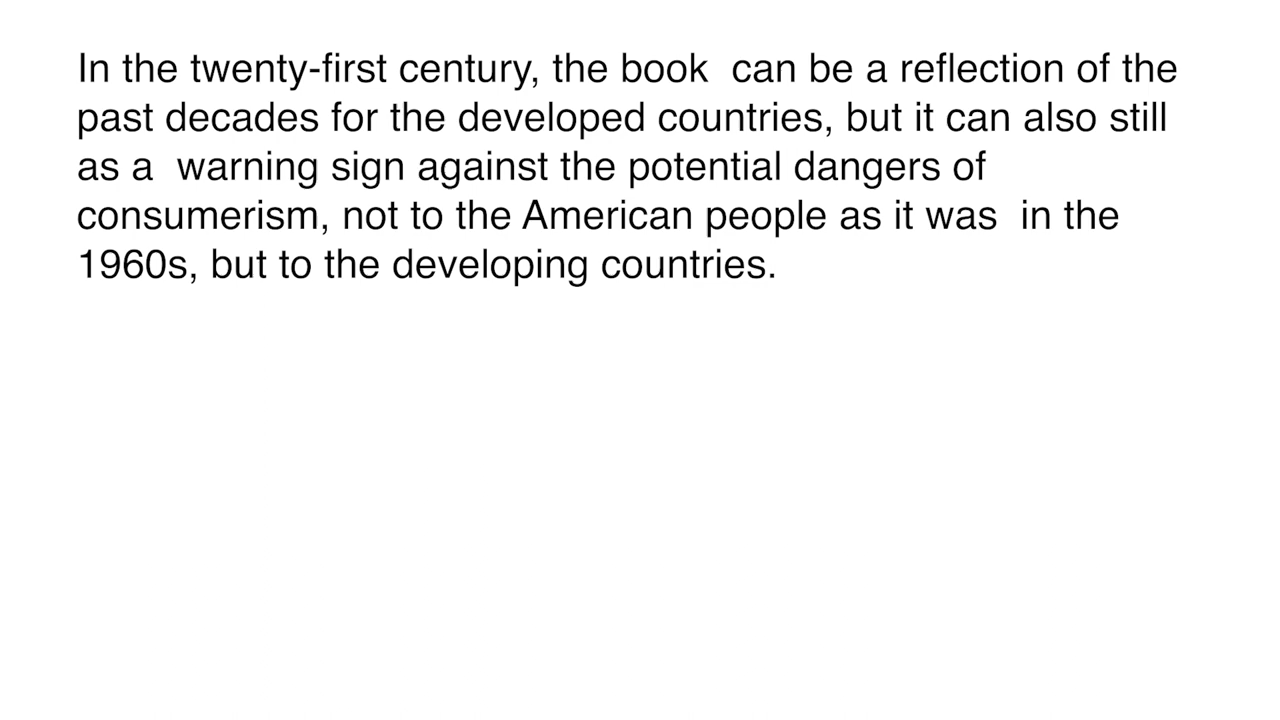 In the twenty-first century, the book  can be a reflection of the
past decades for the developed countries, but it can also still
as a  warning sign against the potential dangers of
consumerism, not to the American people as it was  in the
1960s, but to the developing countries.